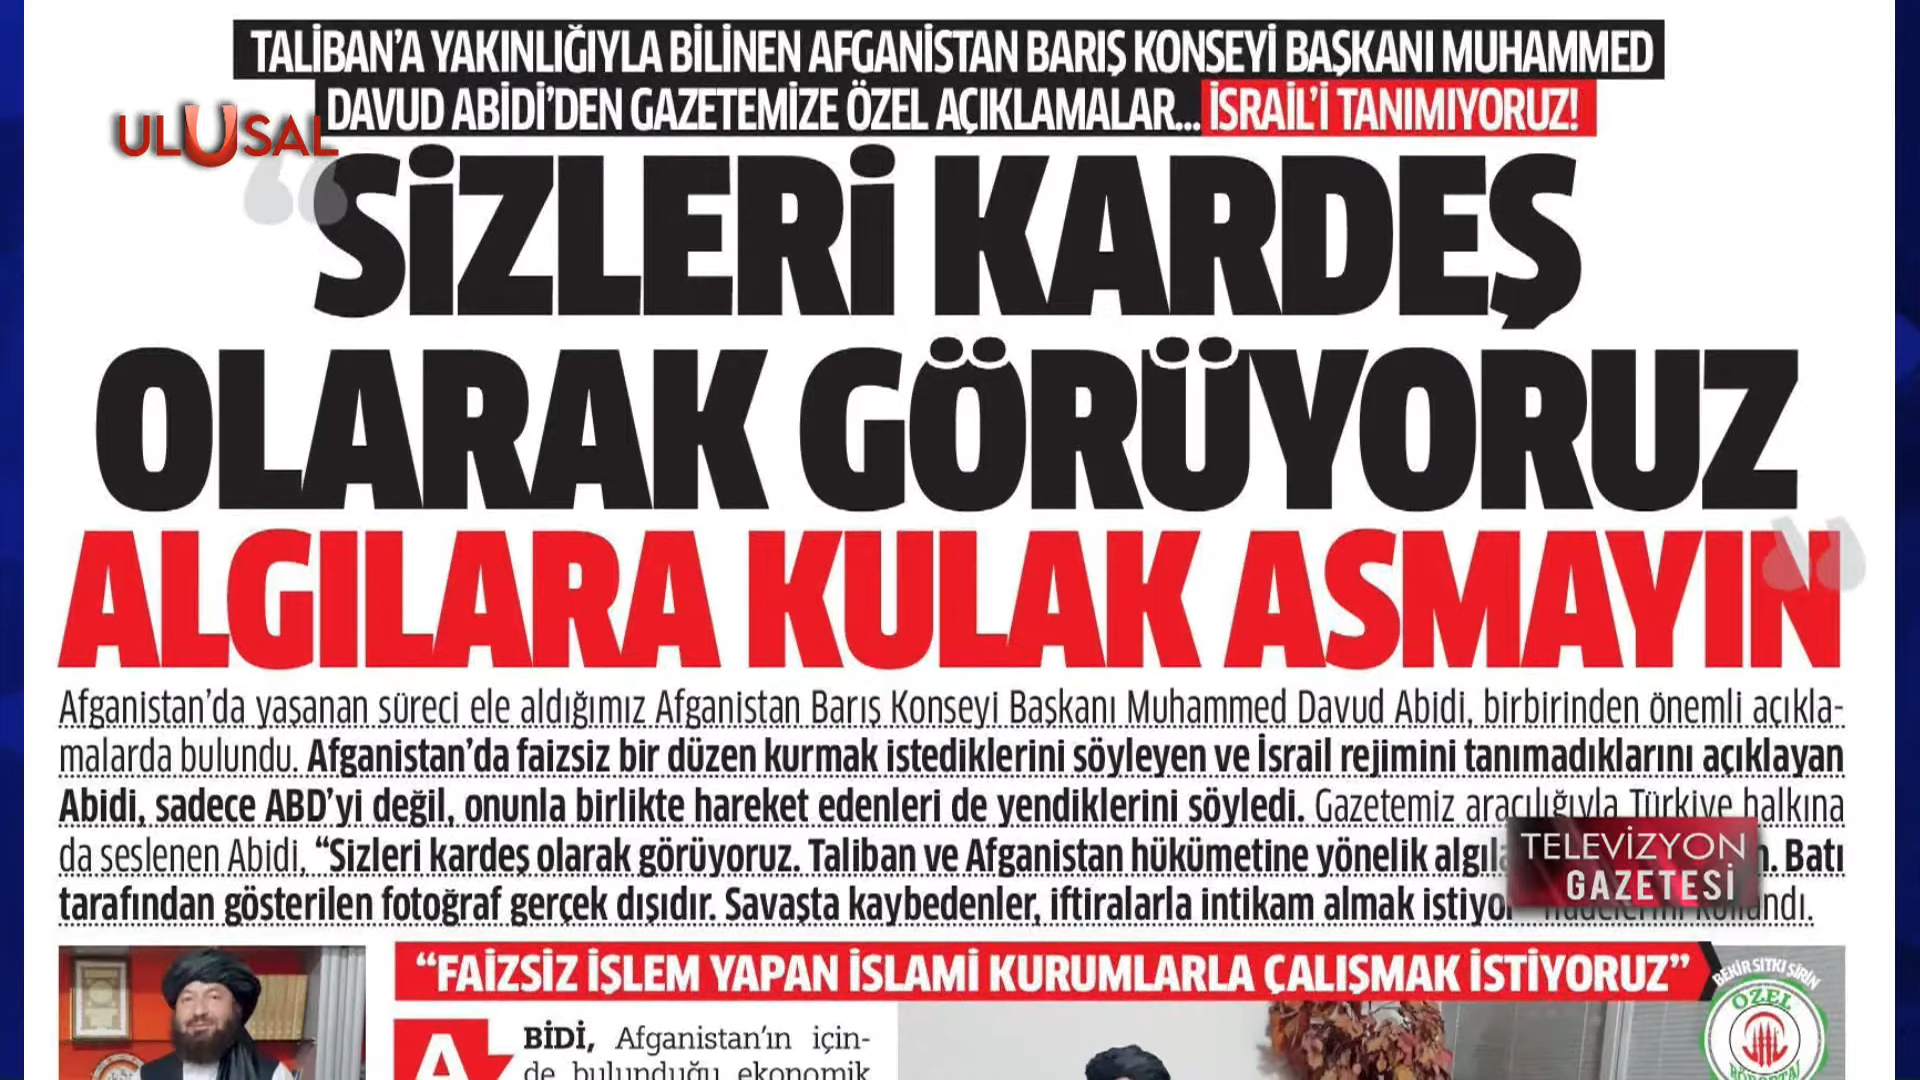 TALİBAN'A YAKINLIĞIYLA BİLİNEN AFGANİSTAN BARIŞ KONSEYİ BAŞKANI MUHAMMED
DAVUD ABİDİ'DEN GAZETEMİZE ÖZEL AÇIKLAMALAR... İSRAİL'İ TANIMIYORUZ!
ULUSAL
“SİZLERİ KARDEŞ
OLARAK GÖRÜYORUZ
ALGILARA KULAK ASMAYIN”
Afganistan'da yaşanan süreci ele aldığımız Afganistan Barış Konseyi Başkanı Muhammed Davud Abidi, birbirinden önemli açıkla-
malarda bulundu. Afganistan'da faizsiz bir düzen kurmak istediklerini söyleyen ve İsrail rejimini tanımadıklarını açıklayan
Abidi, sadece ABD'yi değil, onunla birlikte hareket edenleri de yendiklerini söyledi. Gazetemiz aracılığıyla Türkiye halkına
da seslenen Abidi, “Sizleri kardeş olarak görüyoruz. Taliban ve Afganistan hükümetine yönelik Batı
tarafından gösterilen fotoğraf gerçek dışıdır. Savaşta kaybedenler, iftiralarla intikam almak
TELEVİZYON
GAZETESİ
“FAİZSİZ İŞLEM YAPAN İSLAMİ KURUMLARLA ÇALIŞMAK İSTİYORUZ”
BEKİR SITKI ŞİRİN
ÖZEL
RÖPORTAJ
A
BİDİ, Afganistan'ın için-
de bulunduğu ekonomik